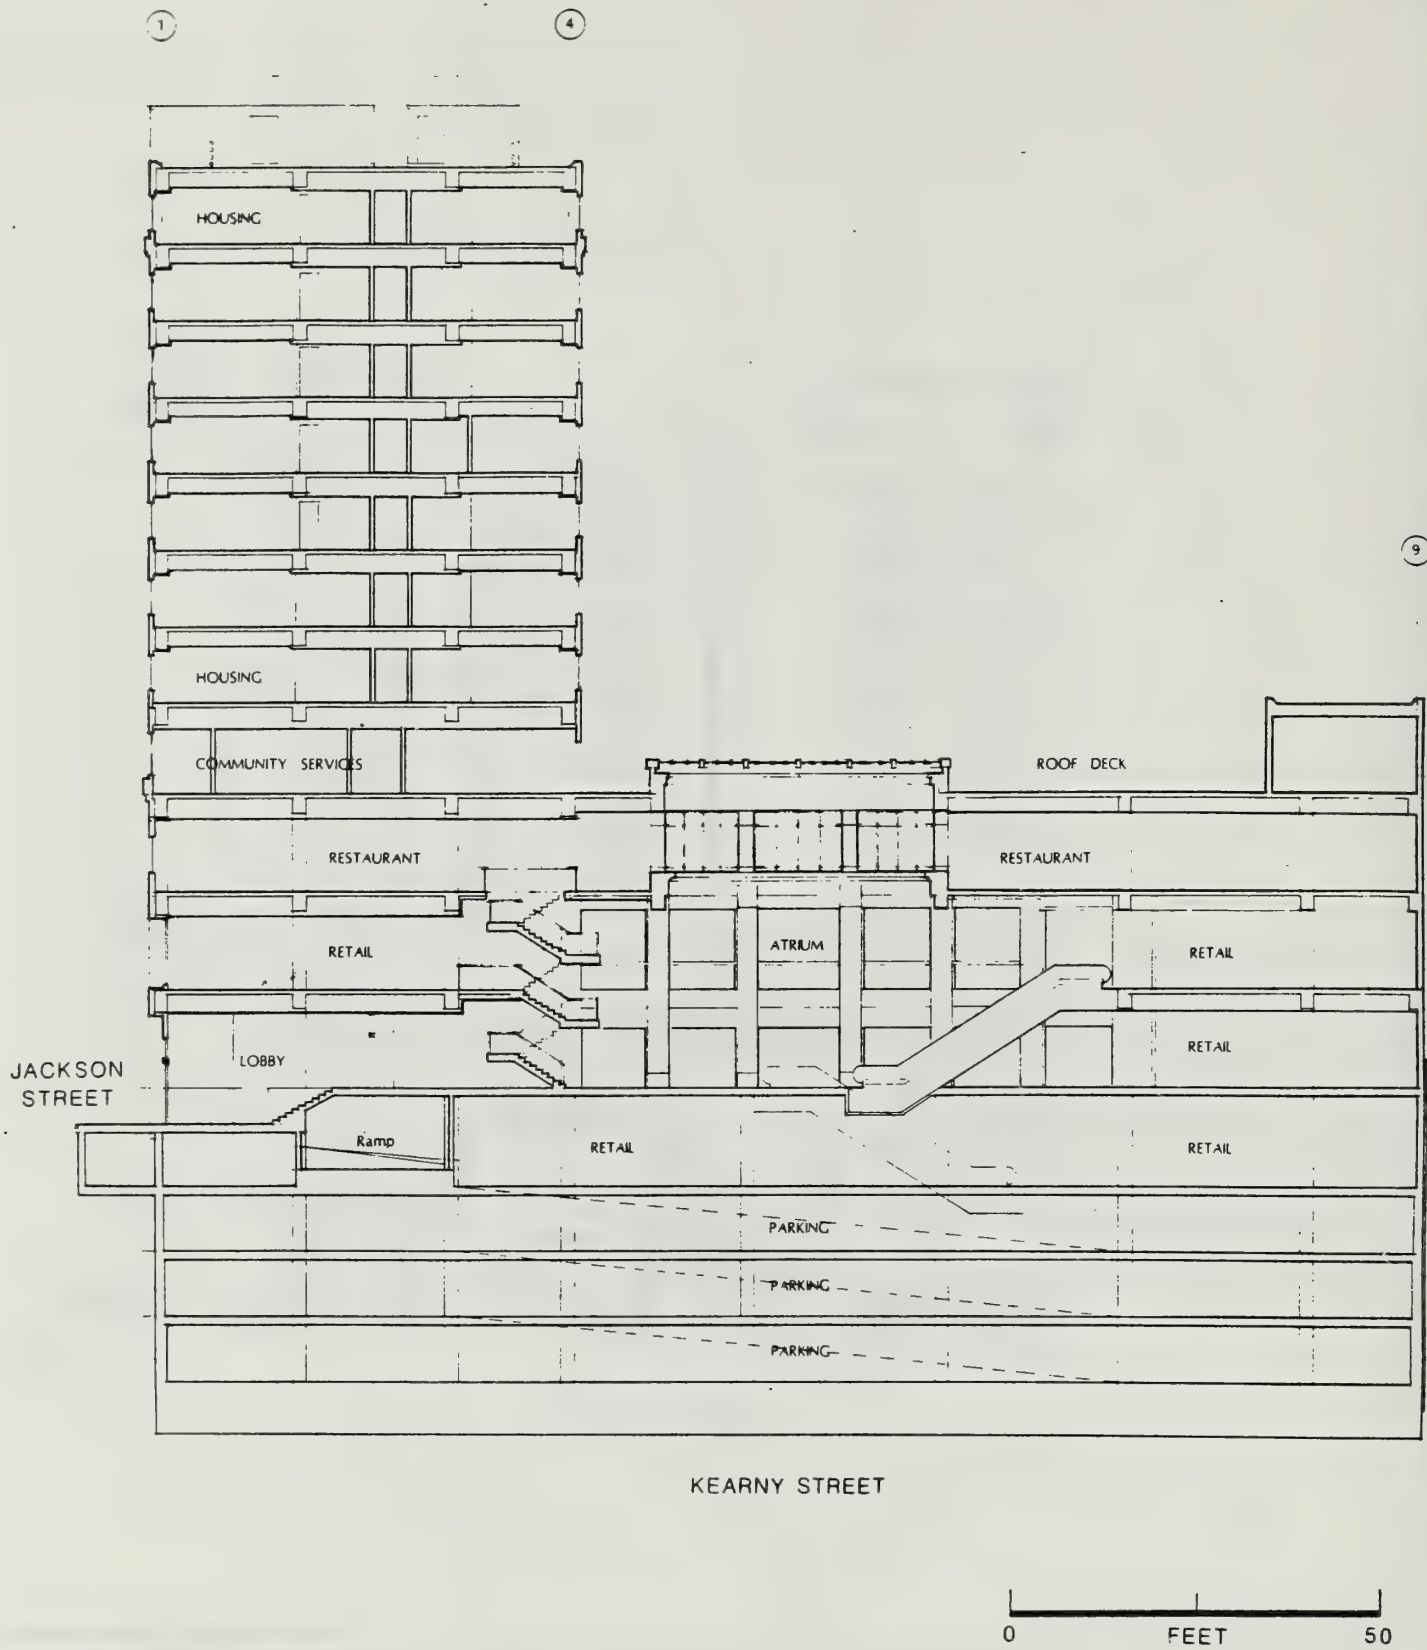 1
4
HOUSING
9
HOUSING
COMMUNITY SERVICES
ROOF DECK
RESTAURANT
RESTAURANT
RETAIL
ATRIUM
RETAIL
LOBBY
RETAIL
JACKSON
STREET
Ramp
RETAIL
RETAIL
PARKING
PARKING
PARKING
KEARNY STREET
0 FEET 50